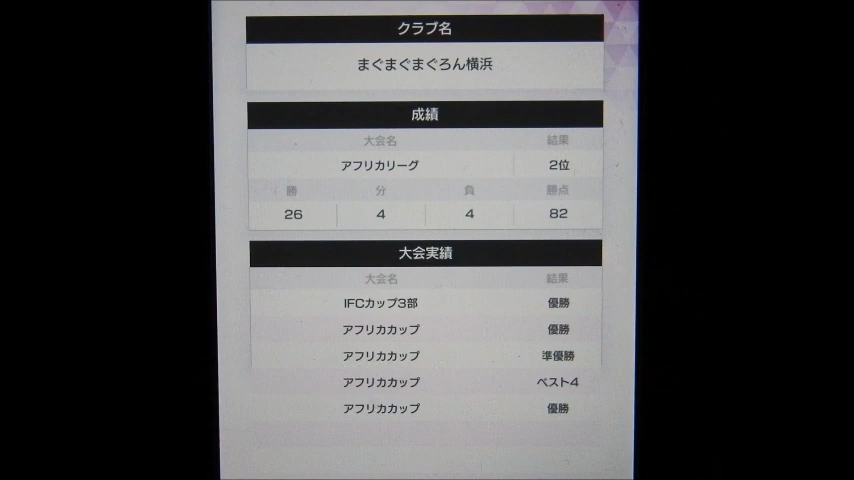 クラブ名
まぐまぐまぐろん横浜
成績
大会名 結果
アフリカリーグ 2位
勝 分 負 勝点
26 4 4 82
大会実績
大会名 結果
IFCカップ3部 優勝
アフリカカップ 優勝
アフリカカップ 準優勝
アフリカカップ ベスト4
アフリカカップ 優勝